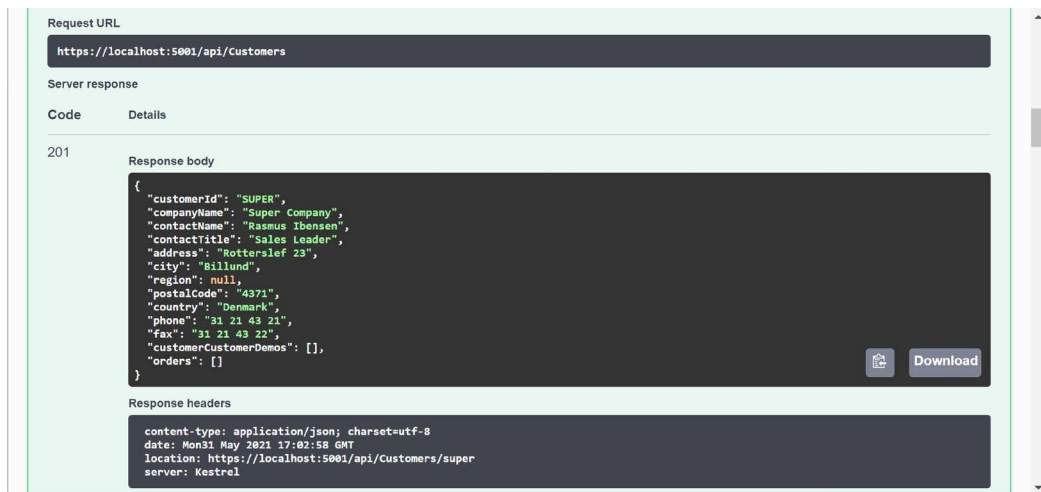 Request URL
https://localhost:5001/api/Customers
Server response
Code Details
201
Response body
{
"customerId": "SUPER",
"companyName": "Super Company",
"contactName": "Rasmus Ibensen",
"contactTitle": "Sales Leader",
"address": "Rotterslef 23",
"city": "Billund",
"region": null,
"postalCode": "4371",
"country": "Denmark",
"phone": "31 21 43 21",
"fax": "31 21 43 22",
"customerCustomerDemos": [],
"orders": []
}
Download
Response headers
content-type: application/json; charset=utf-8
date: Mon31 May 2021 17:02:58 GMT
location: https://localhost:5001/api/Customers/super
server: Kestrel